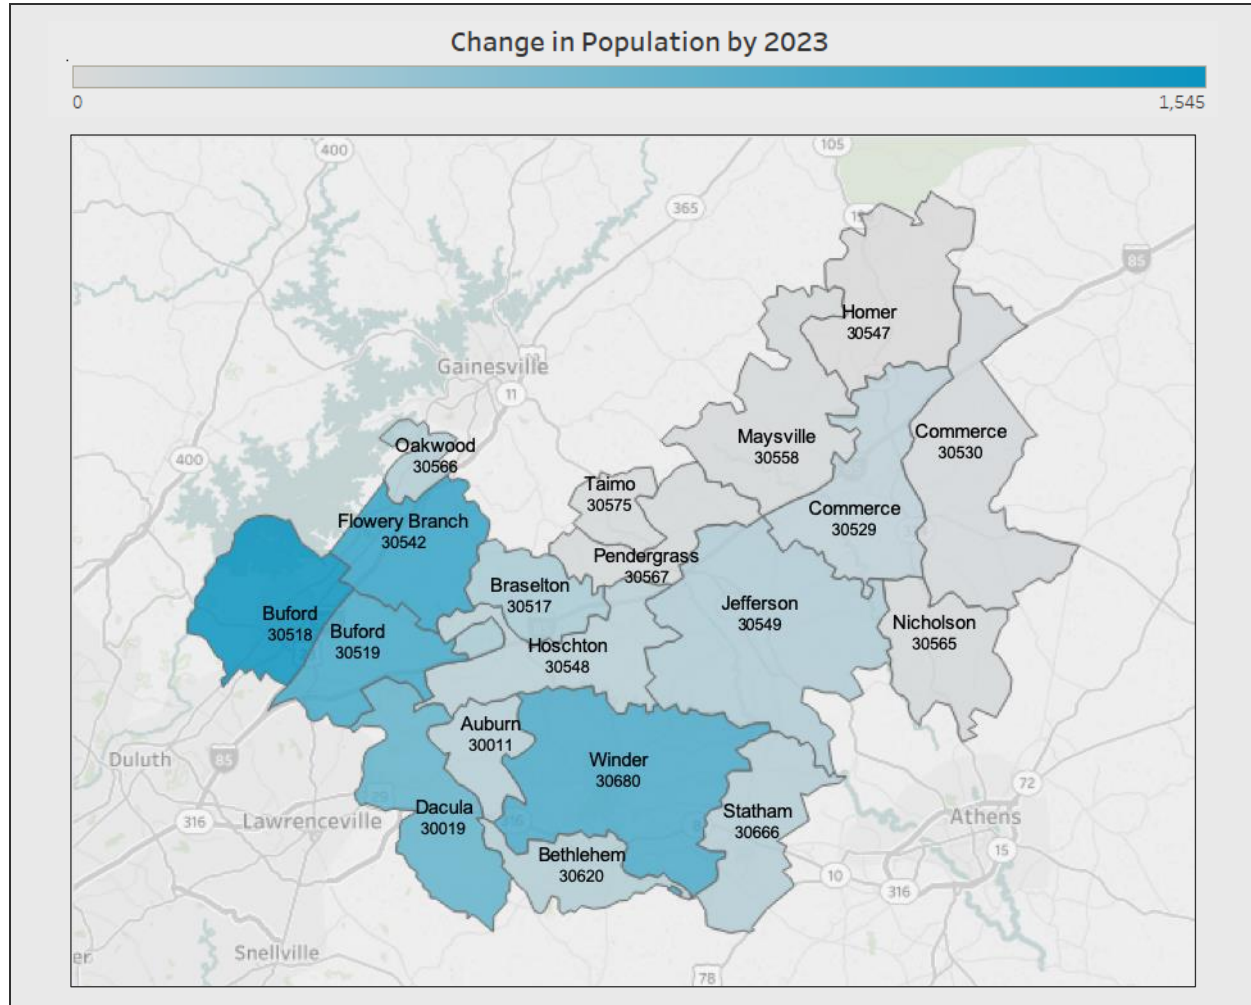 Change in Population by 2023
0
1,545
400
105
365
85
Homer
30547
Gainesville
11
Oakwood
30566
400
Maysville
30558
Commerce
30530
Taimo
30575
Commerce
30529
Flowery Branch
30542
Pendergrass
30567
Braselton
30517
Jefferson
30549
Buford
30518
Buford
30519
Hoschton
30548
Nicholson
30565
Auburn
30011
Duluth
85
Winder
30680
72
Dacula
30019
Statham
30666
316
Lawrenceville
Athens
15
Bethlehem
30620
10
316
Snellville
er
78